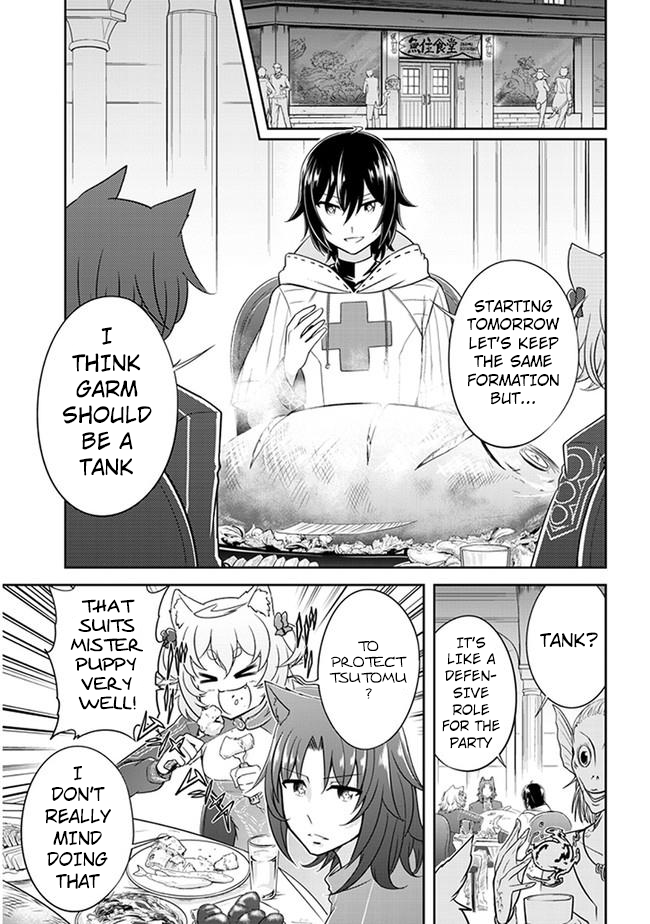 魚住食堂
STARTING
TOMORROW
LET'S KEEP
THE SAME
FORMATION
BUT...
I
THINK
GARM
SHOULD
BE A
TANK
TANK?
IT'S
LIKE A
DEFEN-
SIVE
ROLE
FOR THE
PARTY
TO
PROTECT
TSUTOMU
?
THAT
SUITS
MISTER
PUPPY
VERY
WELL!
I
DON'T
REALLY
MIND
DOING
THAT